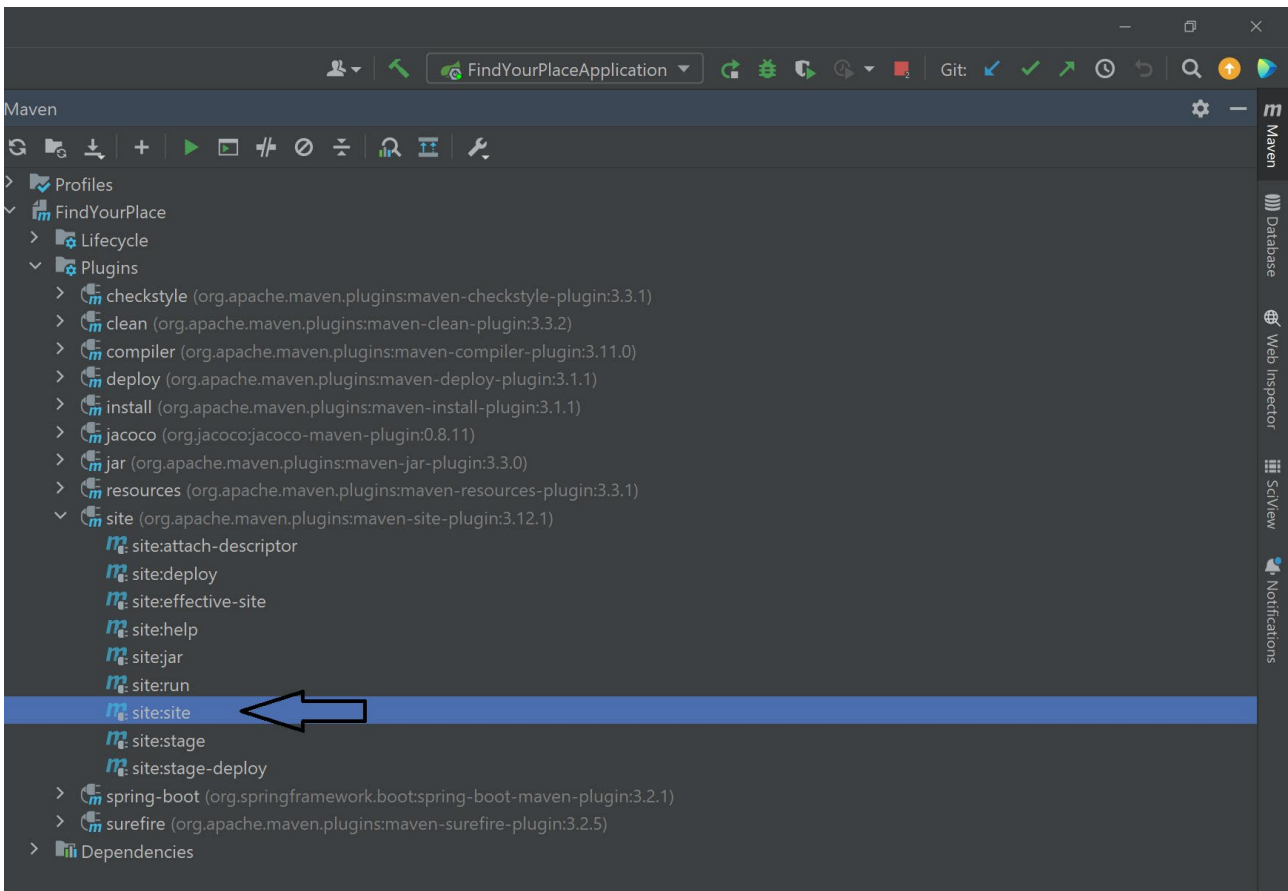 FindYourPlaceApplication
2
Git:
Maven
Profiles
FindYourPlace
Lifecycle
Plugins
checkstyle (org.apache.maven.plugins:maven-checkstyle-plugin:3.3.1)
clean (org.apache.maven.plugins:maven-clean-plugin:3.3.2)
compiler (org.apache.maven.plugins:maven-compiler-plugin:3.11.0)
deploy (org.apache.maven.plugins:maven-deploy-plugin:3.1.1)
install (org.apache.maven.plugins:maven-install-plugin:3.1.1)
jacoco (org.jacoco:jacoco-maven-plugin:0.8.11)
jar (org.apache.maven.plugins:maven-jar-plugin:3.3.0)
resources (org.apache.maven.plugins:maven-resources-plugin:3.3.1)
site (org.apache.maven.plugins:maven-site-plugin:3.12.1)
site:attach-descriptor
site:deploy
site:effective-site
site:help
site:jar
site:run
site:site
site:stage
site:stage-deploy
spring-boot (org.springframework.boot:spring-boot-maven-plugin:3.2.1)
surefire (org.apache.maven.plugins:maven-surefire-plugin:3.2.5)
Dependencies
m
Maven
Database
Web Inspector
SciView
Notifications